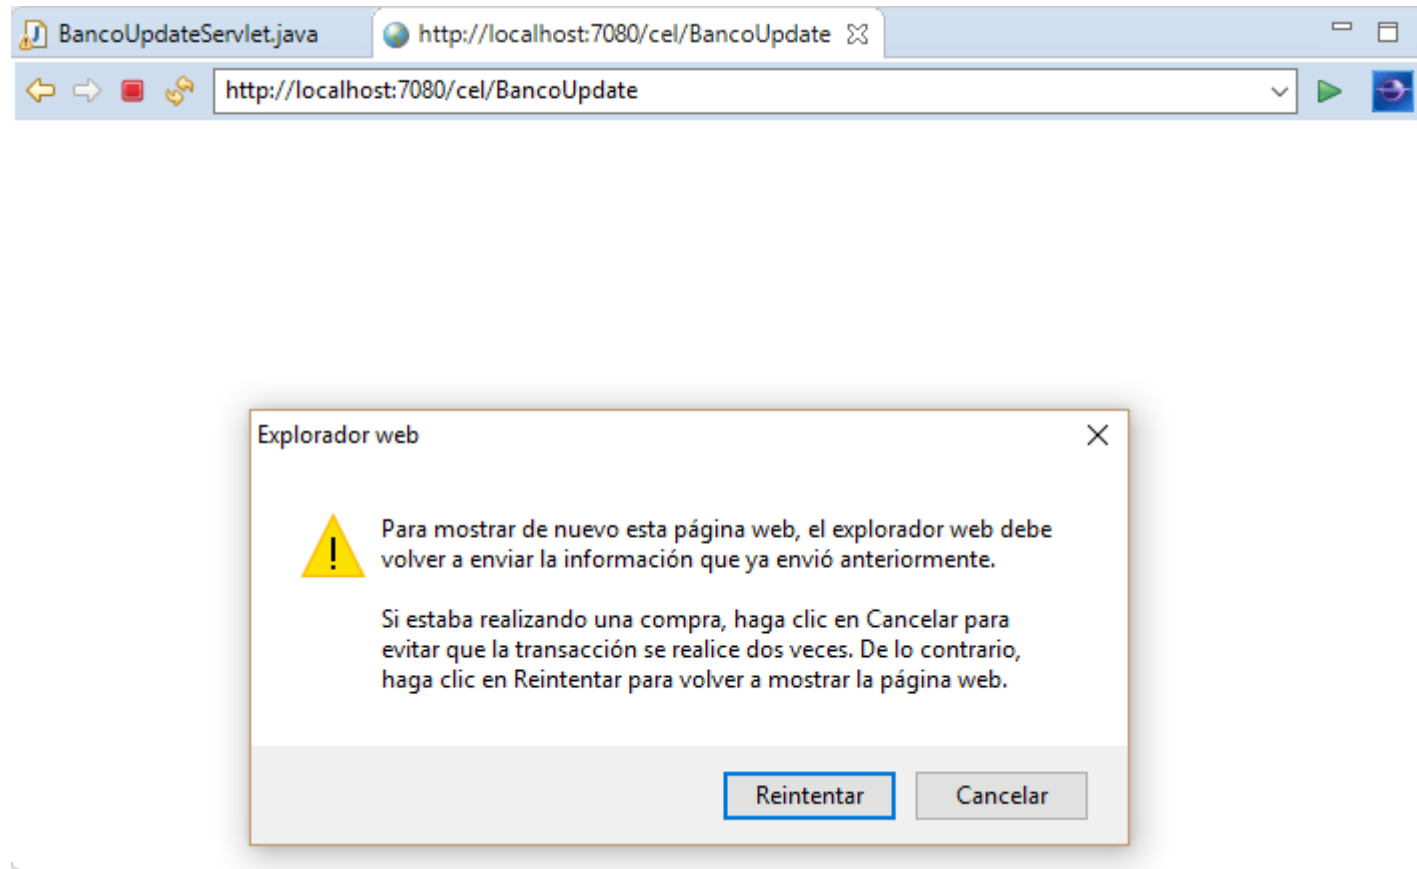 BancoUpdateServlet.java
http://localhost:7080/cel/BancoUpdate
http://localhost:7080/cel/BancoUpdate
Explorador web
Para mostrar de nuevo esta página web, el explorador web debe
volver a enviar la información que ya envió anteriormente.
Si estaba realizando una compra, haga clic en Cancelar para
evitar que la transacción se realice dos veces. De lo contrario,
haga clic en Reintentar para volver a mostrar la página web.
Reintentar
Cancelar